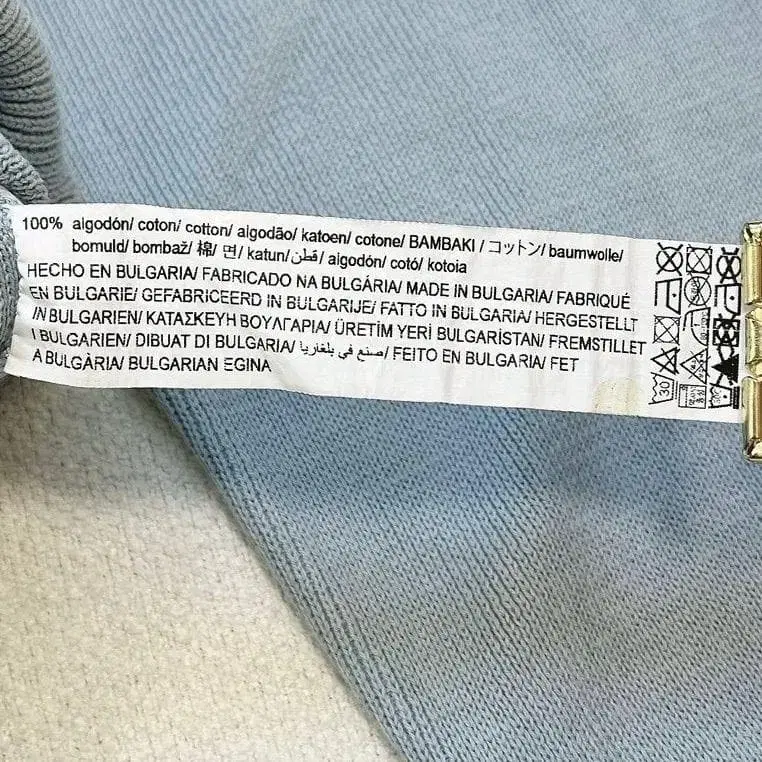 100% algodón/ coton/ cotton/ algodão/ katoen/ cotone/ BAMBAKI / コットン/ baumwolle/
bomuld/ bombaž/ 棉/ 면/ katun/ قطن/ algodón/ cotó/ kotoia
HECHO EN BULGARIA/ FABRICADO NA BULGÁRIA/ MADE IN BULGARIA/ FABRIQUÉ
EN BULGARIE/ GEFABRICEERD IN BULGARIJE/ FATTO IN BULGARIA/ HERGESTELLT
IN BULGARIEN/ ΚΑΤΑΣΚΕΥΗ ΒΟΥΛΓΑΡΙΑ/ ÜRETİM YERİ BULGARİSTAN/ FREMSTILLET
I BULGARIEN/ DIBUAT DI BULGARIA/ صنع في بلغاريا/ FEITO EN BULGARIA/ FET
A BULGÀRIA/ BULGARIAN EGINA
30